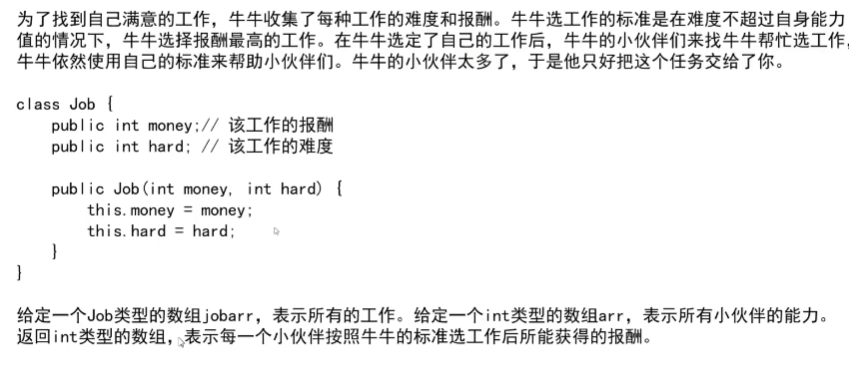 为了找到自己满意的工作，牛牛收集了每种工作的难度和报酬。牛牛选工作的标准是在难度不超过自身能力
值的情况下，牛牛选择报酬最高的工作。在牛牛选定了自己的工作后，牛牛的小伙伴们来找牛牛帮忙选工作，
牛牛依然使用自己的标准来帮助小伙伴们。牛牛的小伙伴太多了，于是他只好把这个任务交给了你。
class Job {
public int money;// 该工作的报酬
public int hard; // 该工作的难度
public Job(int money, int hard) {
this.money = money;
this.hard = hard;
}
}
给定一个Job类型的数组jobarr，表示所有的工作。给定一个int类型的数组arr，表示所有小伙伴的能力。
返回int类型的数组，表示每一个小伙伴按照牛牛的标准选工作后所能获得的报酬。